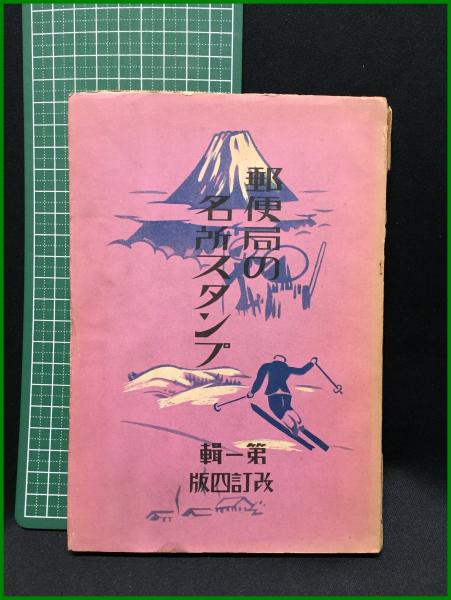 郵便局の
名所スタンプ
第一輯
改訂四版